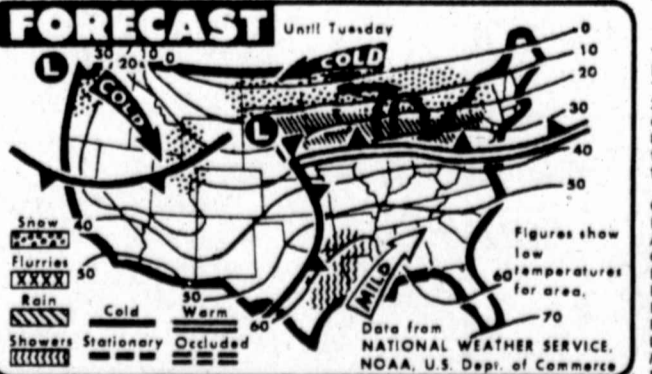 FORECAST Until Tuesday
30 20 10 0
0
10
20
30
40
50
60
70
L
COLD
COLD
L
40
50
50
60
MILD
Snow
Flurries
Rain
Showers
Cold Warm
Stationary Occluded
Figures show
low
temperatures
for area.
Data from
NATIONAL WEATHER SERVICE,
NOAA, U.S. Dept. of Commerce